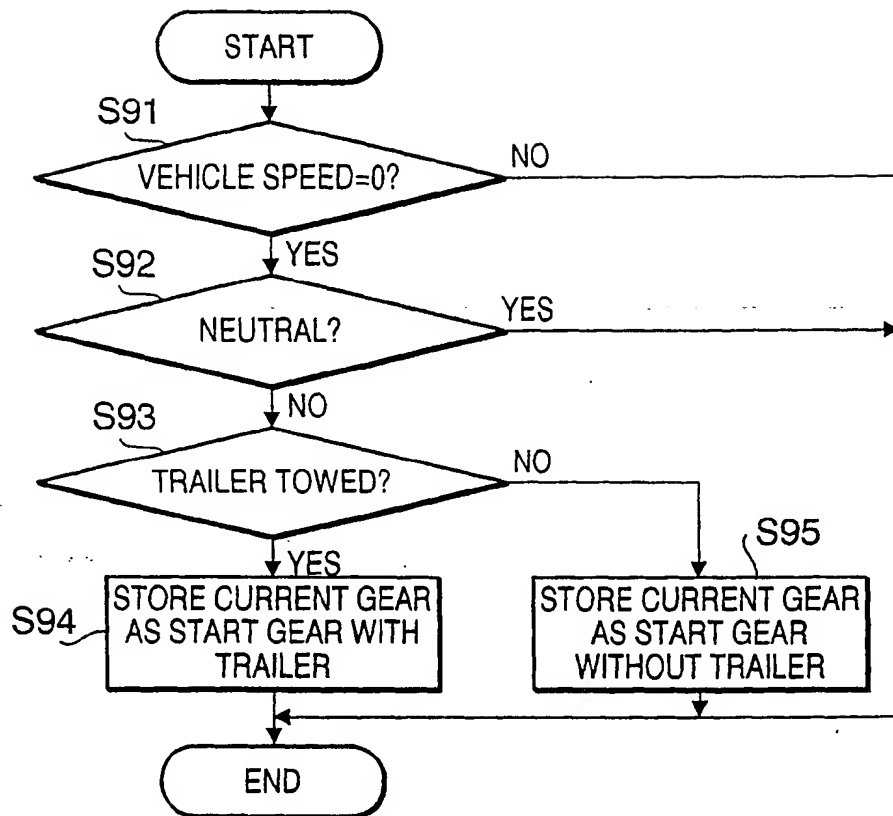 START
S91
VEHICLE SPEED=0?
NO
YES
S92
NEUTRAL?
YES
NO
S93
TRAILER TOWED?
NO
YES
S94
STORE CURRENT GEAR
AS START GEAR WITH
TRAILER
S95
STORE CURRENT GEAR
AS START GEAR
WITHOUT TRAILER
END